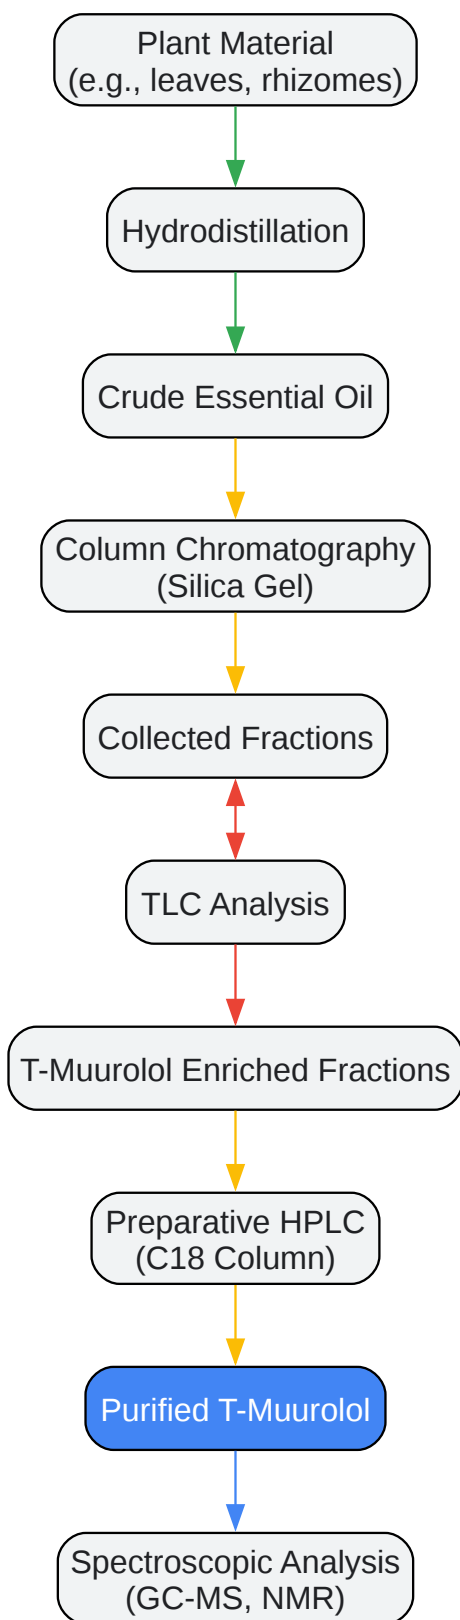 Plant Material
(e.g., leaves, rhizomes)
Hydrodistillation
Crude Essential Oil
Column Chromatography
(Silica Gel)
Collected Fractions
TLC Analysis
T-Muurolol Enriched Fractions
Preparative HPLC
(C18 Column)
Purified T-Muurolol
Spectroscopic Analysis
(GC-MS, NMR)